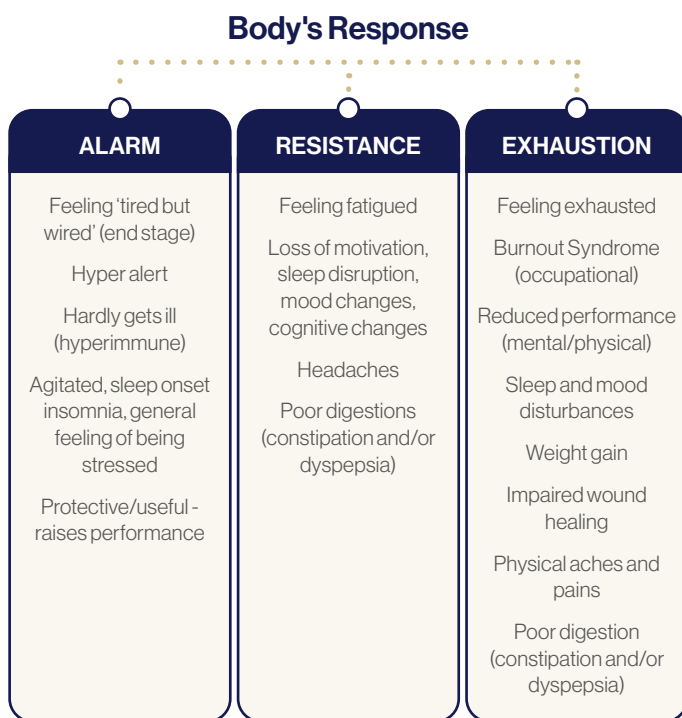 Body's Response
ALARM
Feeling ‘tired but
wired’ (end stage)
Hyper alert
Hardly gets ill
(hyperimmune)
Agitated, sleep onset
insomnia, general
feeling of being
stressed
Protective/useful -
raises performance
RESISTANCE
Feeling fatigued
Loss of motivation,
sleep disruption,
mood changes,
cognitive changes
Headaches
Poor digestions
(constipation and/or
dyspepsia)
EXHAUSTION
Feeling exhausted
Burnout Syndrome
(occupational)
Reduced performance
(mental/physical)
Sleep and mood
disturbances
Weight gain
Impaired wound
healing
Physical aches and
pains
Poor digestion
(constipation and/or
dyspepsia)